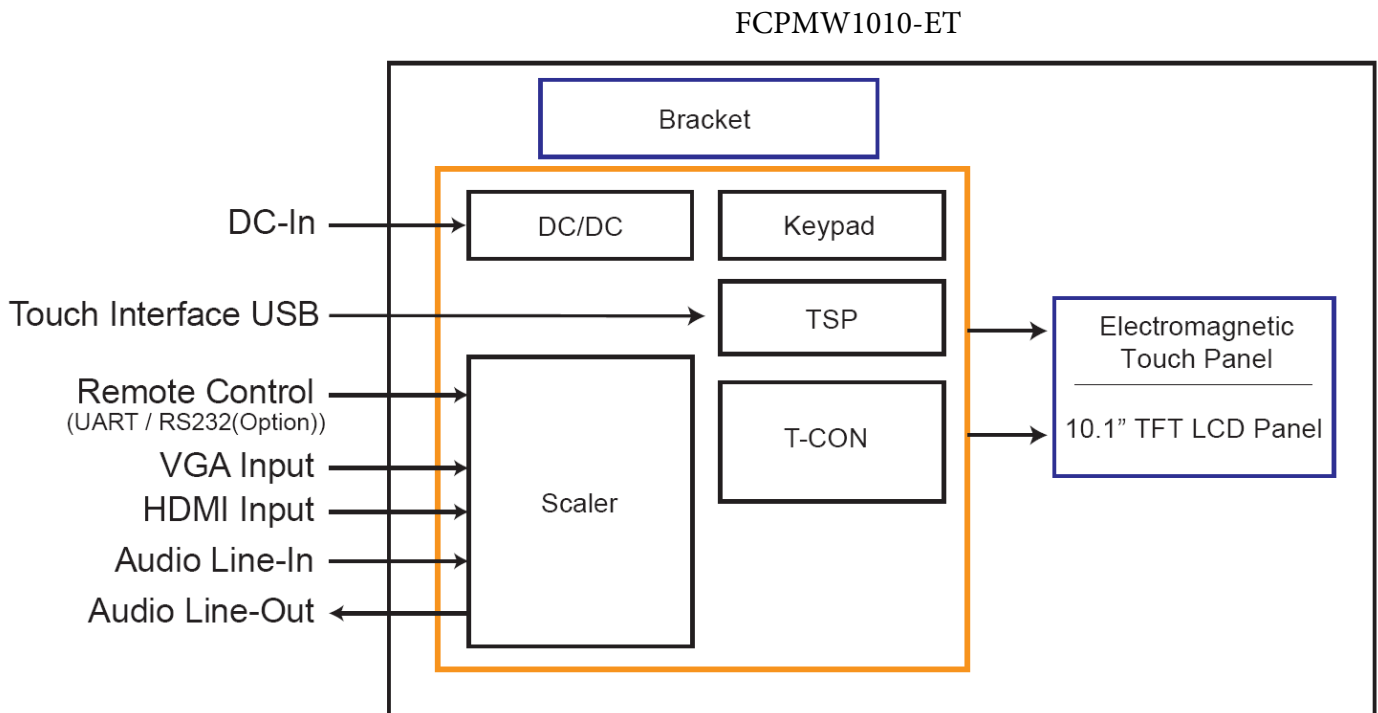 FCPMW1010-ET
Bracket
DC-In
DC/DC
Keypad
Touch Interface USB
TSP
Electromagnetic
Touch Panel
10.1” TFT LCD Panel
Remote Control
(UART / RS232(Option))
VGA Input
HDMI Input
Audio Line-In
Audio Line-Out
Scaler
T-CON